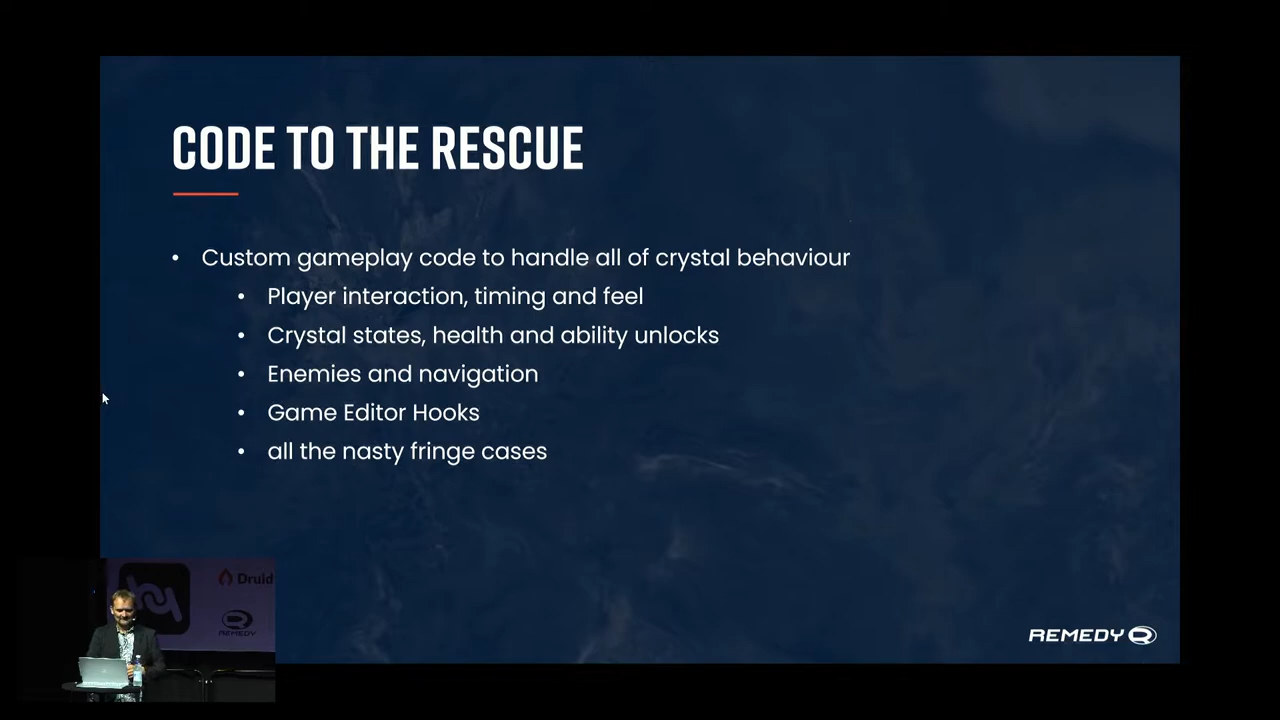 CODE TO THE RESCUE
• Custom gameplay code to handle all of crystal behaviour
• Player interaction, timing and feel
• Crystal states, health and ability unlocks
• Enemies and navigation
• Game Editor Hooks
• all the nasty fringe cases
Druid
REMEDY
REMEDY